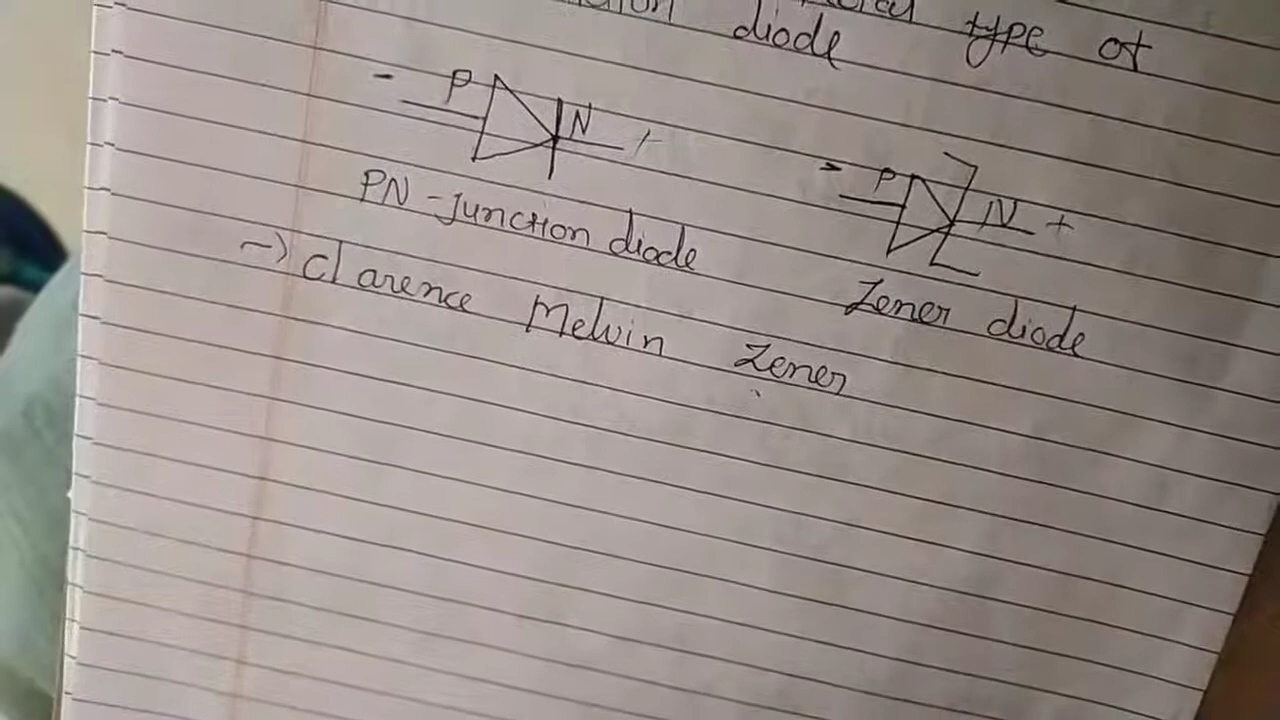 type of
diode
- P N +
- P N +
PN-Junction diode
Zener diode
→ Clarence Melvin Zener